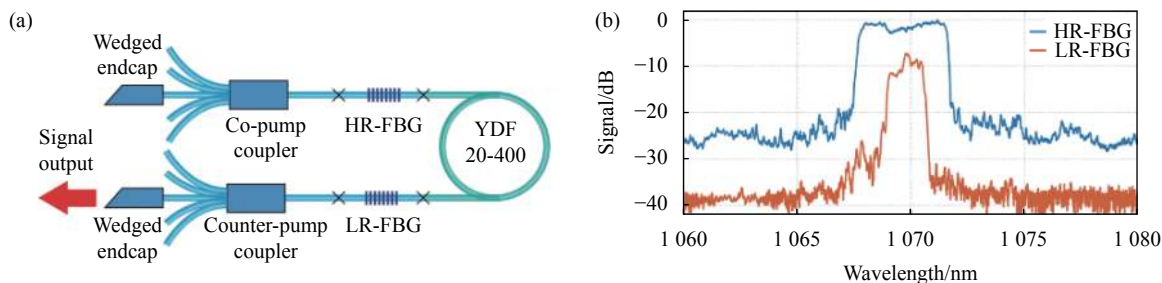 (a)
Wedged
endcap
Co-pump
coupler
HR-FBG
YDF
20-400
Signal
output
Wedged
endcap
Counter-pump
coupler
LR-FBG
(b)
HR-FBG
LR-FBG
Signal/dB
0
−10
−20
−30
−40
1 060
1 065
1 070
1 075
1 080
Wavelength/nm